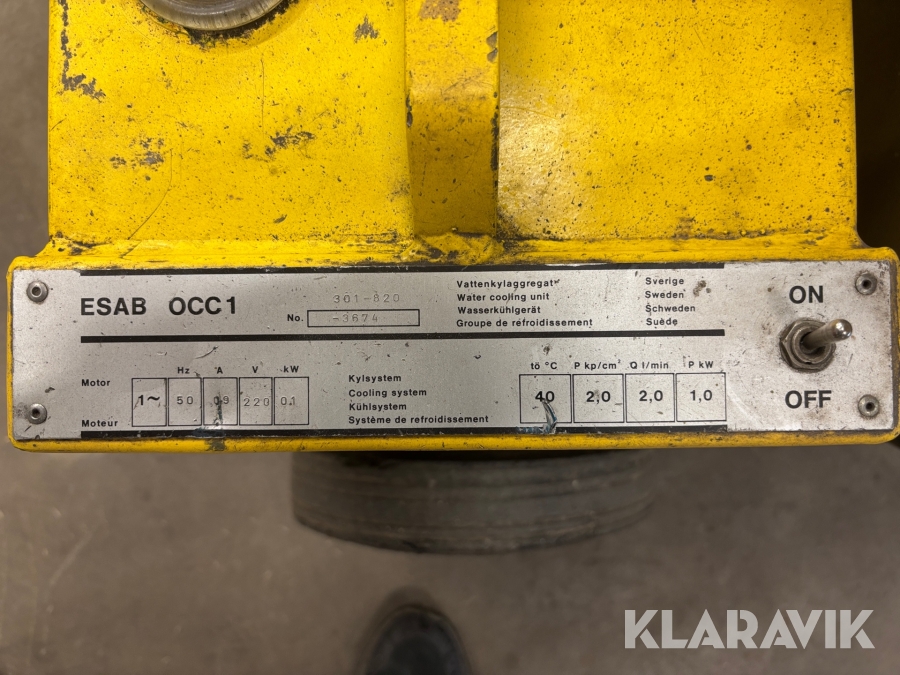 ESAB OCC1
301-820
No. -3674
Vattenkylaggregat
Water cooling unit
Wasserkühlgerät
Groupe de refroidissement
Sverige
Sweden
Schweden
Suède
ON
OFF
Motor
Moteur
Hz A V kW
1~ 50 0.9 220 0.1
Kylsystem
Cooling system
Kühlsystem
Système de refroidissement
tö °C P kp/cm² Q l/min P kW
40 2,0 2,0 1,0
KLARAVIK